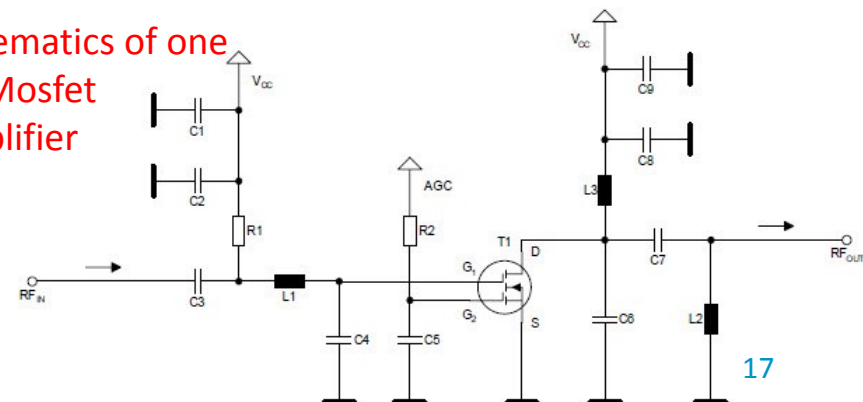 ematics of one
Mosfet
plifier
Vcc
C1
C2
R1
RFIN
C3
L1
C4
AGC
R2
C5
G1
G2
T1
D
S
Vcc
C9
C8
L3
C7
C6
L2
RFOUT
17